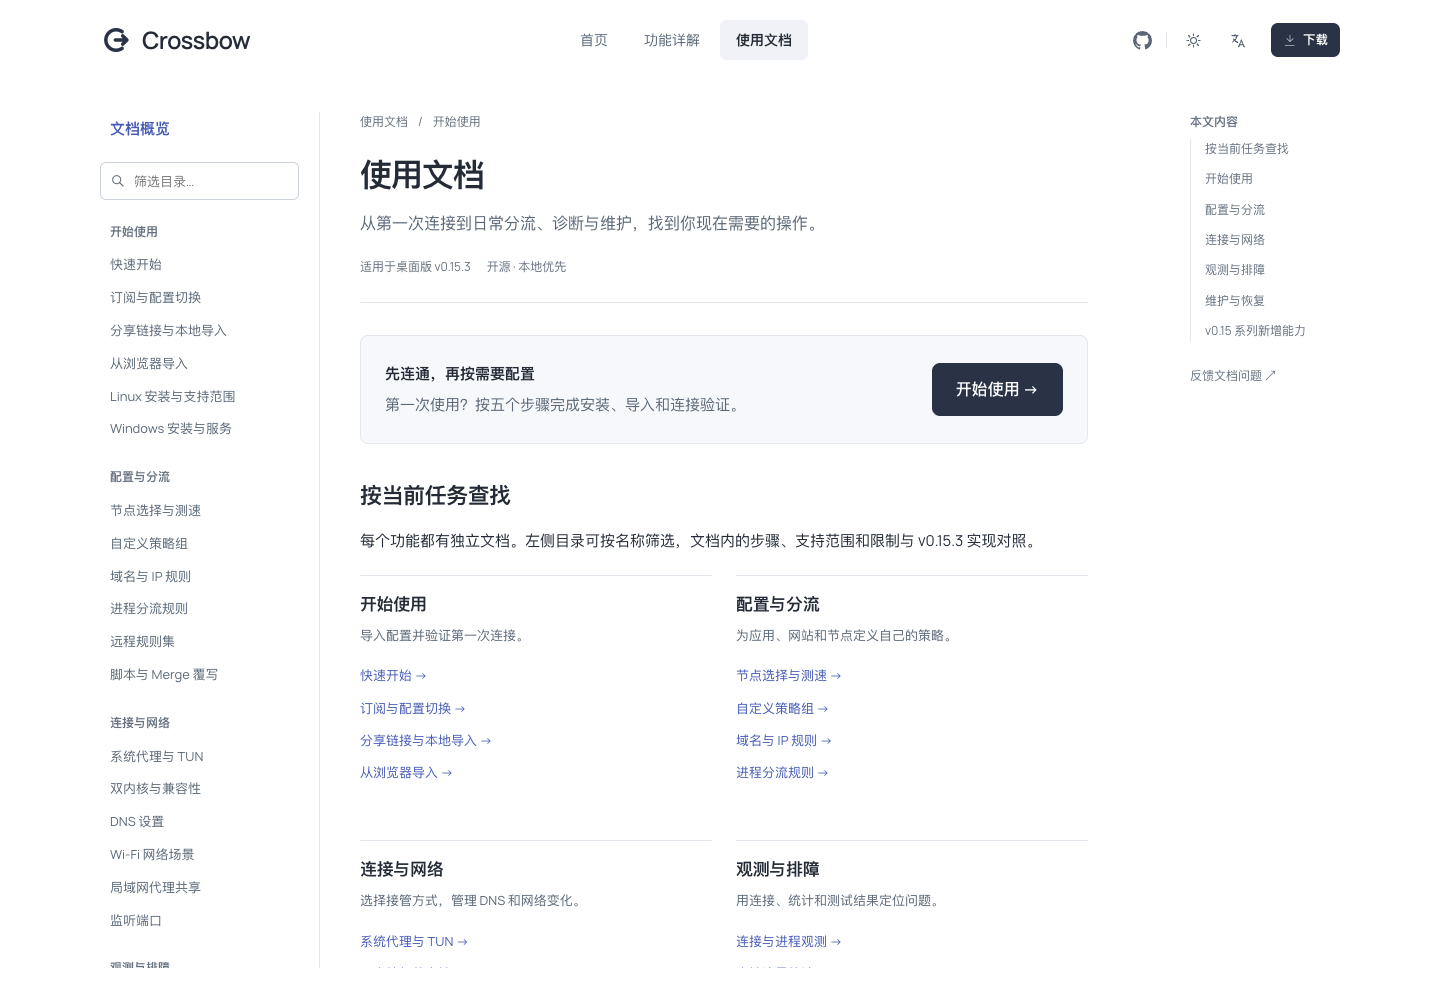 Crossbow
首页
功能详解
使用文档
下载
文档概览
筛选目录...
开始使用
快速开始
订阅与配置切换
分享链接与本地导入
从浏览器导入
Linux 安装与支持范围
Windows 安装与服务
配置与分流
节点选择与测速
自定义策略组
域名与 IP 规则
进程分流规则
远程规则集
脚本与 Merge 覆写
连接与网络
系统代理与 TUN
双内核与兼容性
DNS 设置
Wi-Fi 网络场景
局域网代理共享
监听端口
观测与排障
使用文档 / 开始使用
使用文档
从第一次连接到日常分流、诊断与维护，找到你现在需要的操作。
适用于桌面版 v0.15.3 开源 · 本地优先
先连通，再按需要配置
第一次使用？按五个步骤完成安装、导入和连接验证。
开始使用 →
按当前任务查找
每个功能都有独立文档。左侧目录可按名称筛选，文档内的步骤、支持范围和限制与 v0.15.3 实现对照。
开始使用
导入配置并验证第一次连接。
快速开始 →
订阅与配置切换 →
分享链接与本地导入 →
从浏览器导入 →
配置与分流
为应用、网站和节点定义自己的策略。
节点选择与测速 →
自定义策略组 →
域名与 IP 规则 →
进程分流规则 →
连接与网络
选择接管方式，管理 DNS 和网络变化。
系统代理与 TUN →
观测与排障
用连接、统计和测试结果定位问题。
连接与进程观测 →
本文内容
按当前任务查找
开始使用
配置与分流
连接与网络
观测与排障
维护与恢复
v0.15 系列新增能力
反馈文档问题 ↗